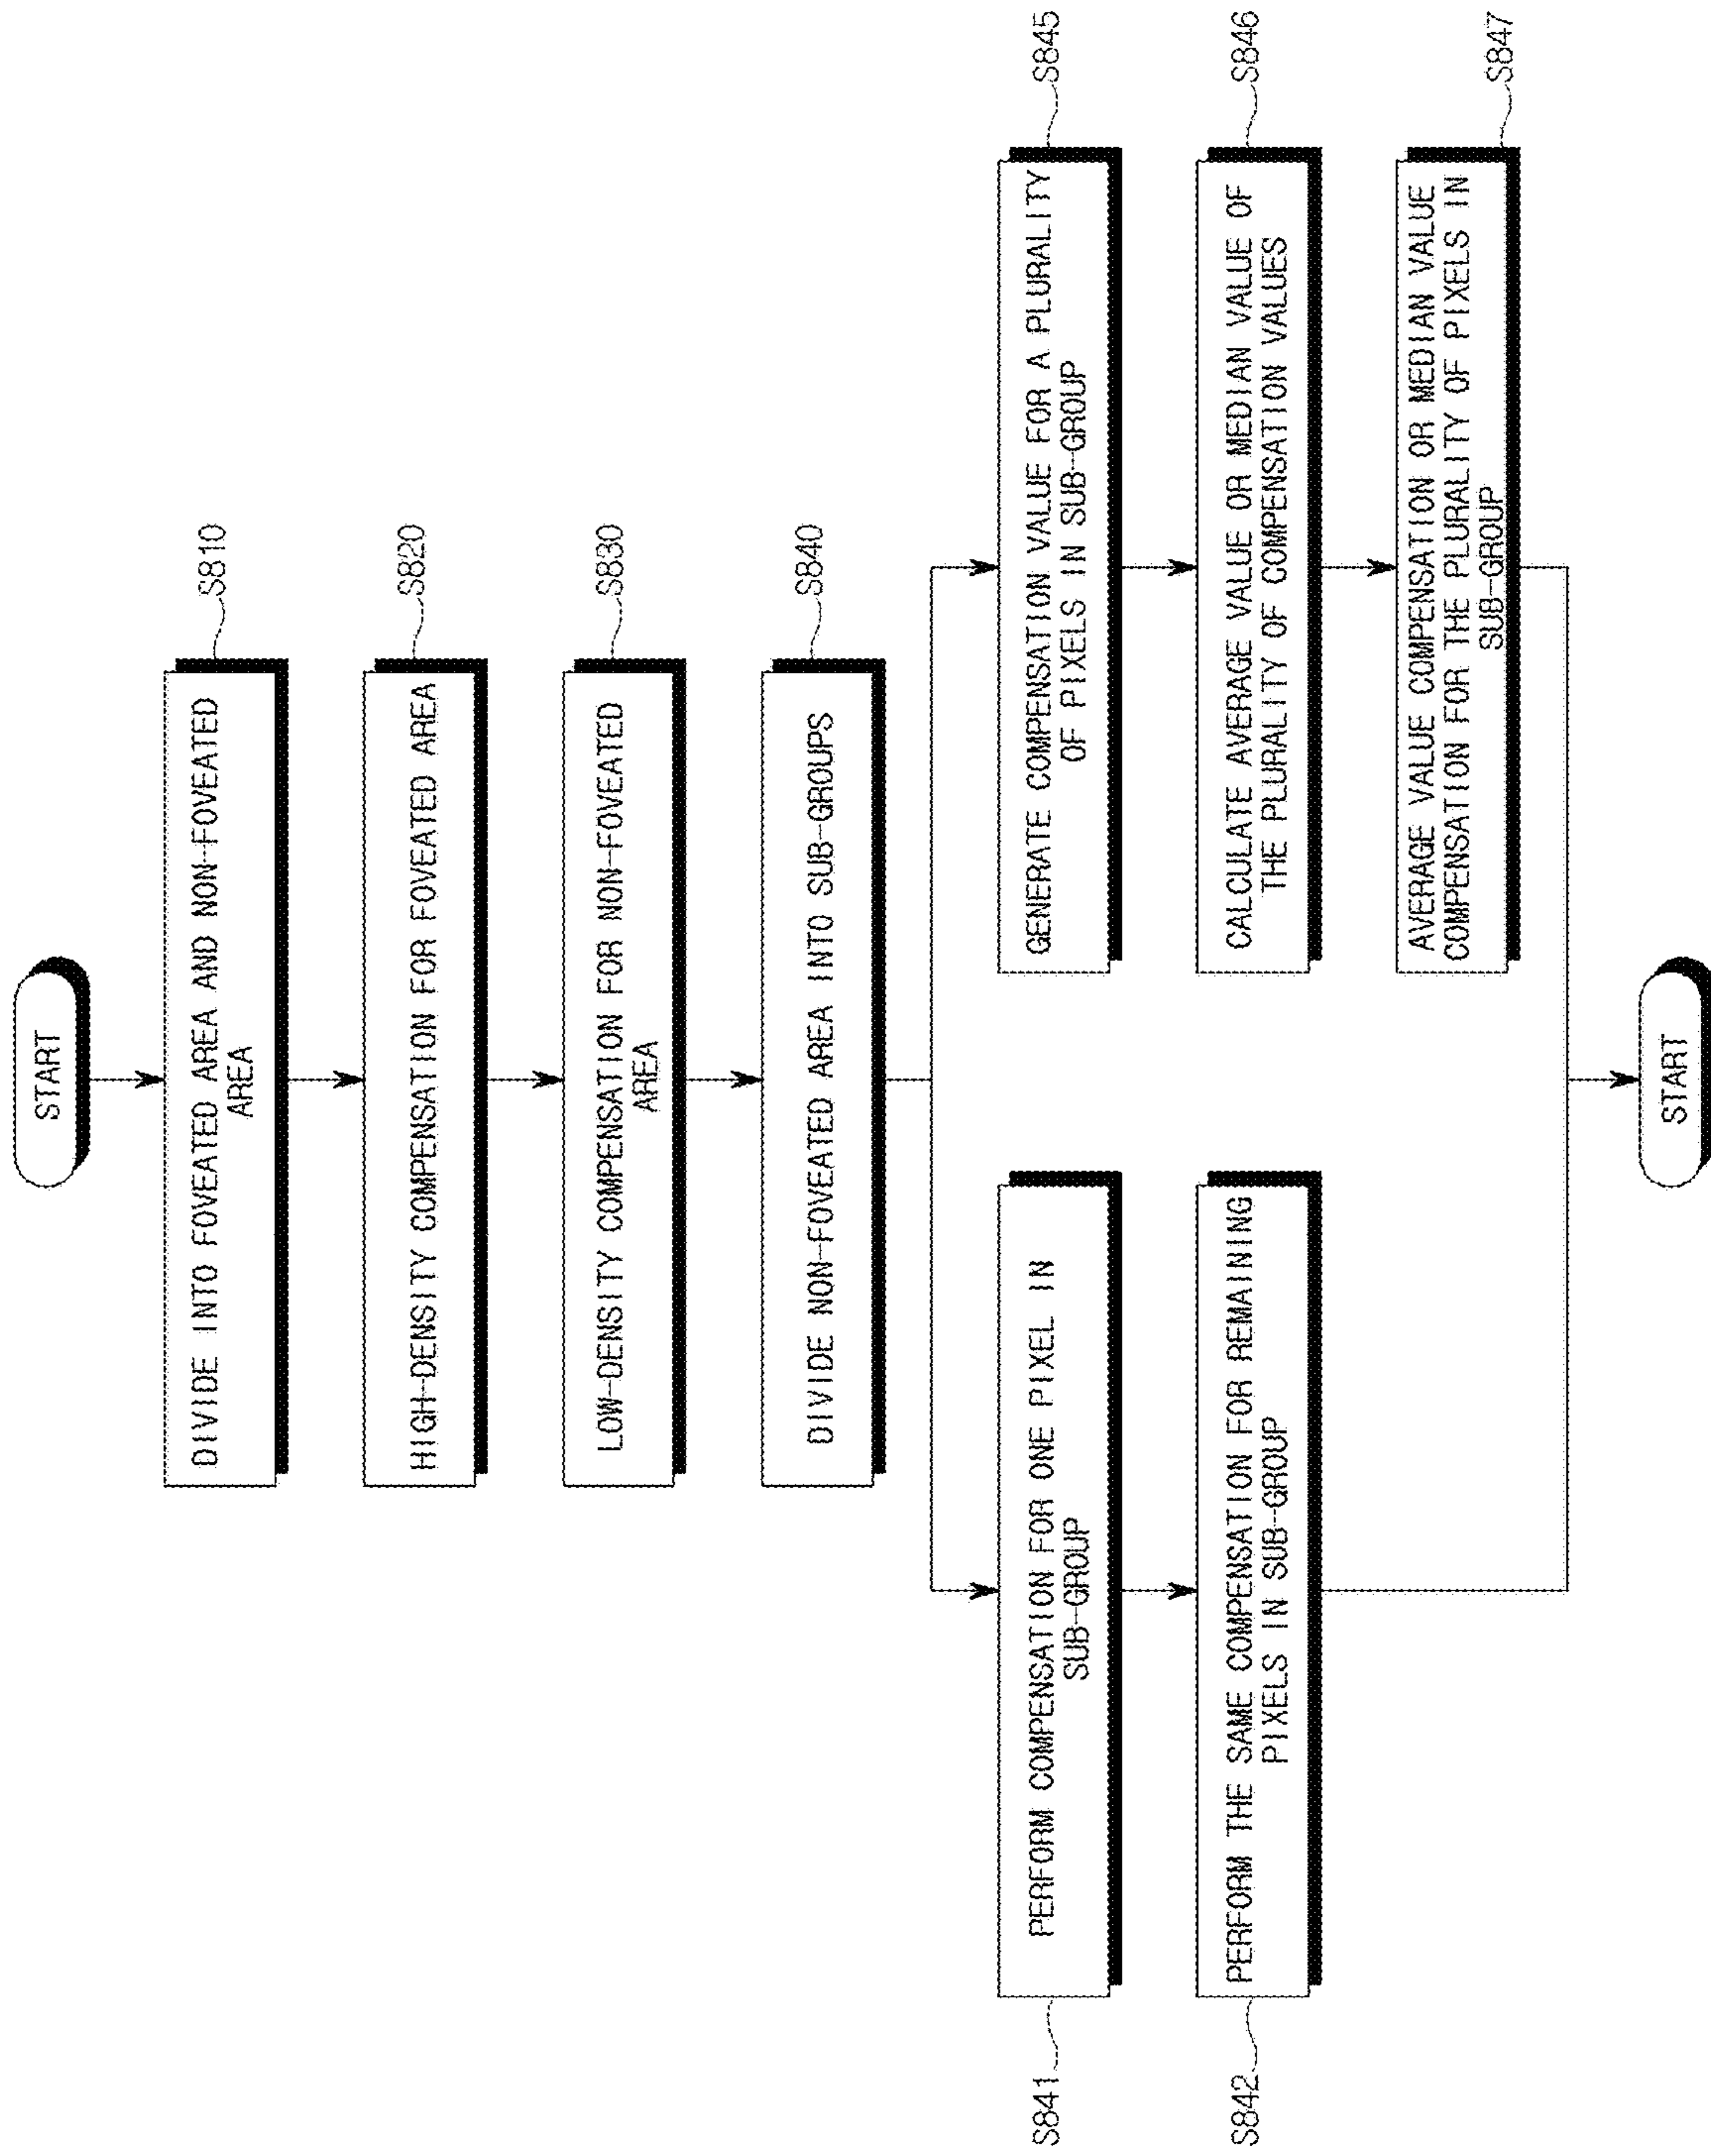 START
DIVIDE INTO FOVEATED AREA AND NON-FOVEATED
AREA
S810
HIGH-DENSITY COMPENSATION FOR FOVEATED AREA
S820
LOW-DENSITY COMPENSATION FOR NON-FOVEATED
AREA
S830
DIVIDE NON-FOVEATED AREA INTO SUB-GROUPS
S840
S841
PERFORM COMPENSATION FOR ONE PIXEL IN
SUB-GROUP
S842
PERFORM THE SAME COMPENSATION FOR REMAINING
PIXELS IN SUB-GROUP
GENERATE COMPENSATION VALUE FOR A PLURALITY
OF PIXELS IN SUB-GROUP
S845
CALCULATE AVERAGE VALUE OR MEDIAN VALUE OF
THE PLURALITY OF COMPENSATION VALUES
S846
AVERAGE VALUE COMPENSATION OR MEDIAN VALUE
COMPENSATION FOR THE PLURALITY OF PIXELS IN
SUB-GROUP
S847
START